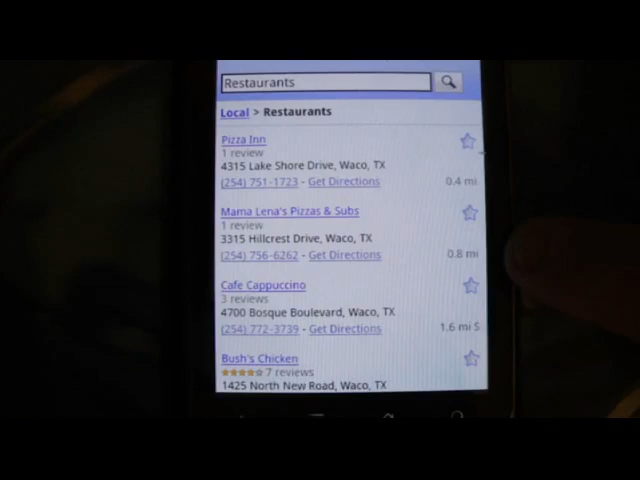 Restaurants
Local > Restaurants
Pizza Inn
1 review
4315 Lake Shore Drive, Waco, TX
(254) 751-1723 - Get Directions 0.4 mi
Mama Lena's Pizzas & Subs
1 review
3315 Hillcrest Drive, Waco, TX
(254) 756-6262 - Get Directions 0.8 mi
Cafe Cappuccino
3 reviews
4700 Bosque Boulevard, Waco, TX
(254) 772-3739 - Get Directions 1.6 mi S
Bush's Chicken
7 reviews
1425 North New Road, Waco, TX